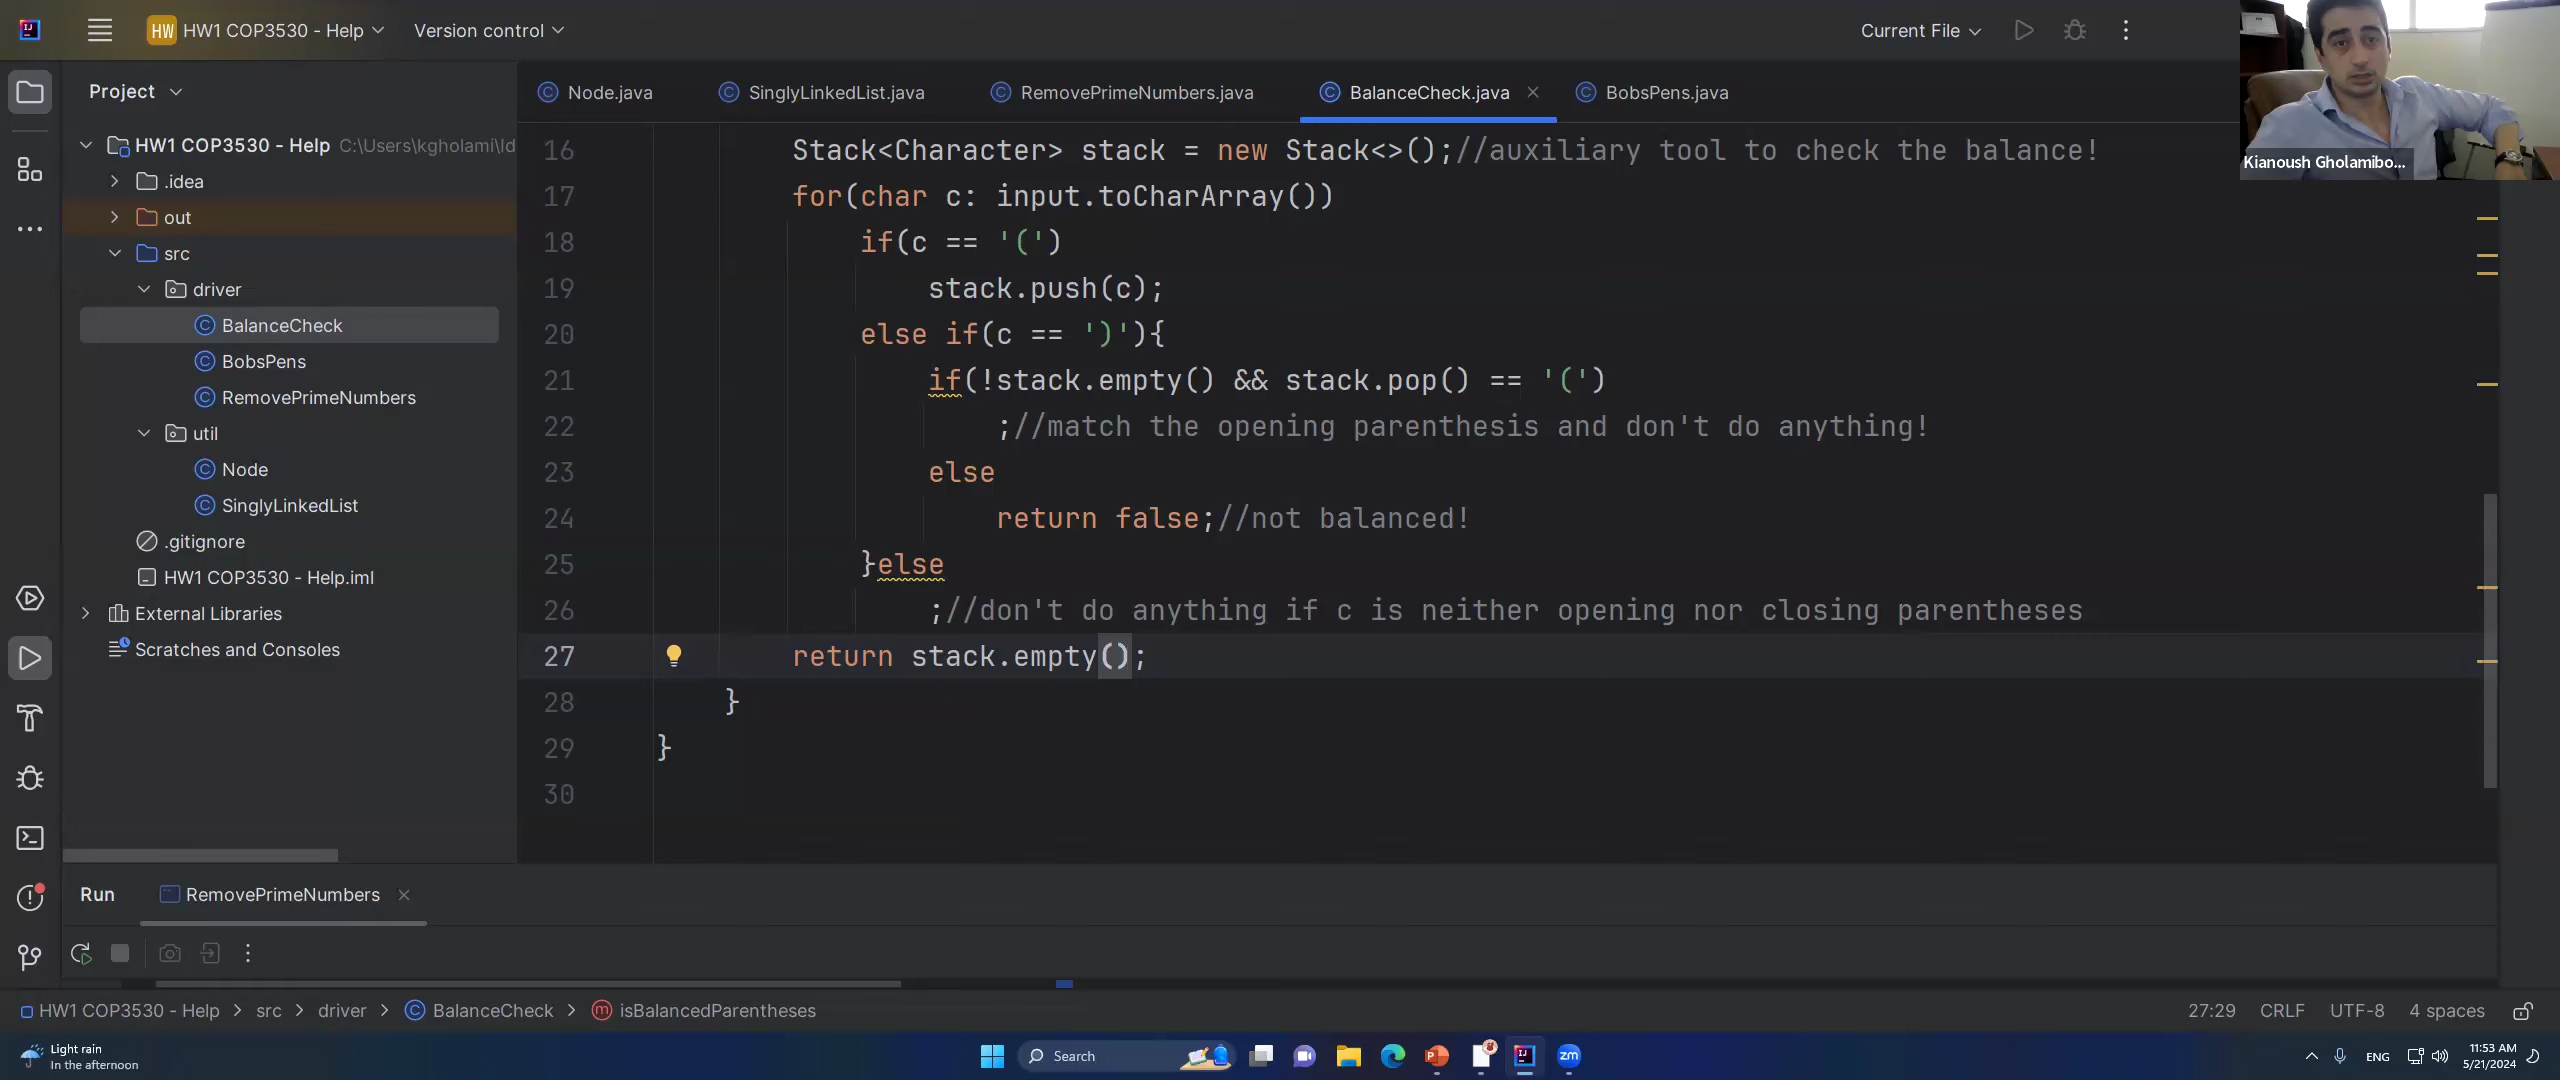 HW HW1 COP3530 - Help Version control Current File
Project
Node.java SinglyLinkedList.java RemovePrimeNumbers.java BalanceCheck.java BobsPens.java
HW1 COP3530 - Help C:\Users\kgholami\Id
.idea
out
src
driver
BalanceCheck
BobsPens
RemovePrimeNumbers
util
Node
SinglyLinkedList
.gitignore
HW1 COP3530 - Help.iml
External Libraries
Scratches and Consoles
16 Stack<Character> stack = new Stack<>();//auxiliary tool to check the balance!
17 for(char c: input.toCharArray())
18 if(c == '(')
19 stack.push(c);
20 else if(c == ')'){
21 if(!stack.empty() && stack.pop() == '(')
22 ;//match the opening parenthesis and don't do anything!
23 else
24 return false;//not balanced!
25 }else
26 ;//don't do anything if c is neither opening nor closing parentheses
27 return stack.empty();
28 }
29 }
30
Kianoush Gholamibo...
Run RemovePrimeNumbers
HW1 COP3530 - Help > src > driver > BalanceCheck > isBalancedParentheses 27:29 CRLF UTF-8 4 spaces
Light rain
In the afternoon
Search
zm
ENG
11:53 AM
5/21/2024